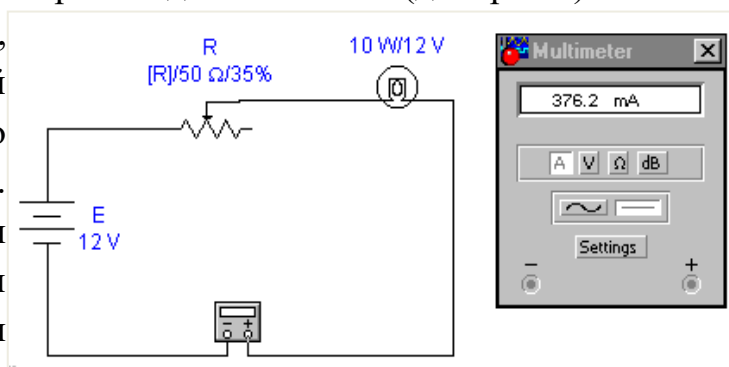 R
[R]/50 Ω/35%
10 W/12 V
E
12 V
Multimeter
376.2 mA
A V Ω dB
Settings
− +
− +